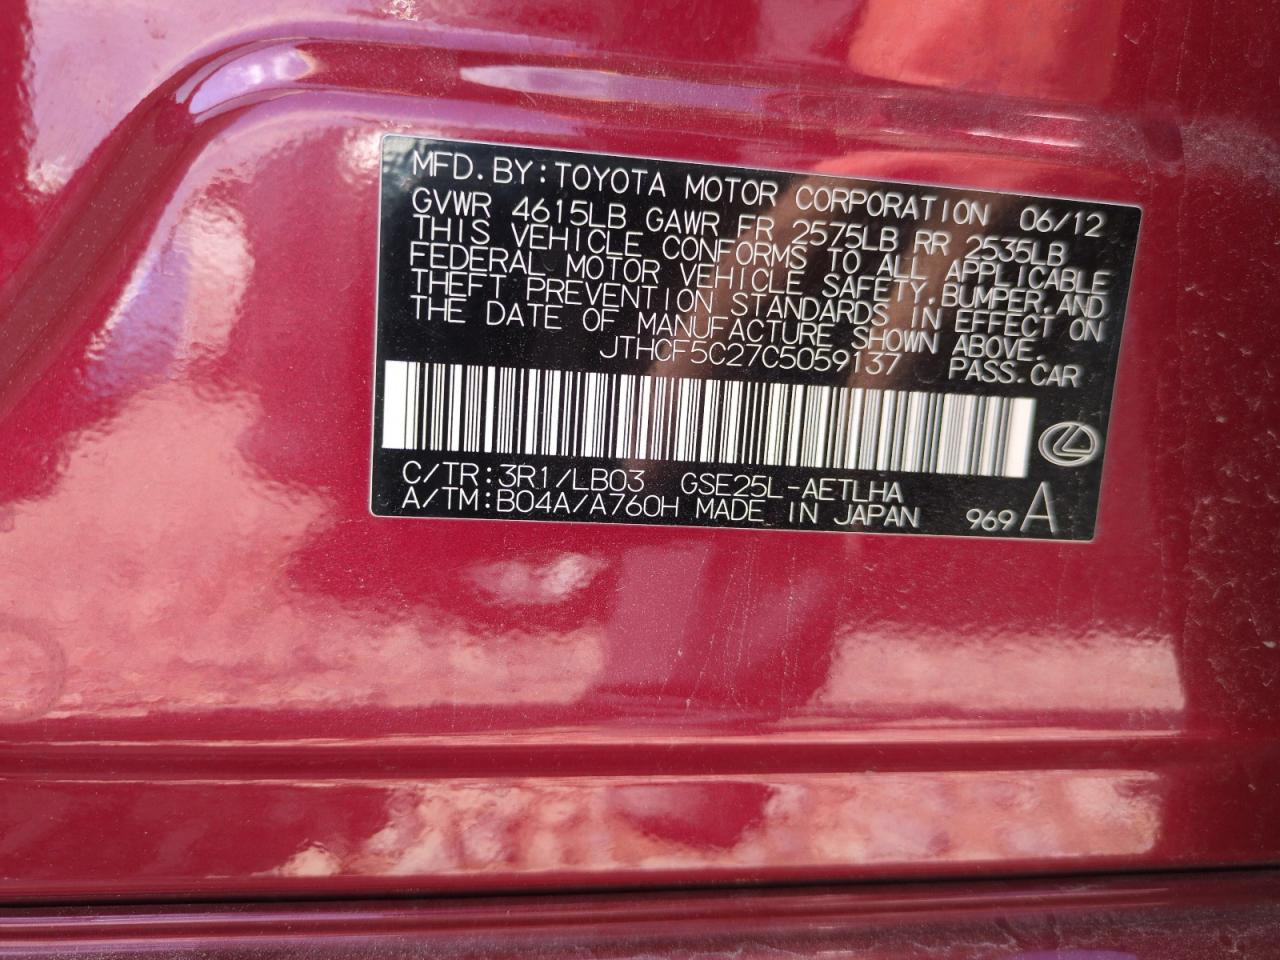 MFD.BY:TOYOTA MOTOR CORPORATION 06/12
GVWR 4615LB GAWR FR 2575LB RR 2535LB
THIS VEHICLE CONFORMS TO ALL APPLICABLE
FEDERAL MOTOR VEHICLE SAFETY,BUMPER,AND
THEFT PREVENTION STANDARDS IN EFFECT ON
THE DATE OF MANUFACTURE SHOWN ABOVE.
JTHCF5C27C5059137 PASS.CAR
C/TR:3R1/LB03 GSE25L-AETLHA
A/TM:B04A/A760H MADE IN JAPAN 969 A